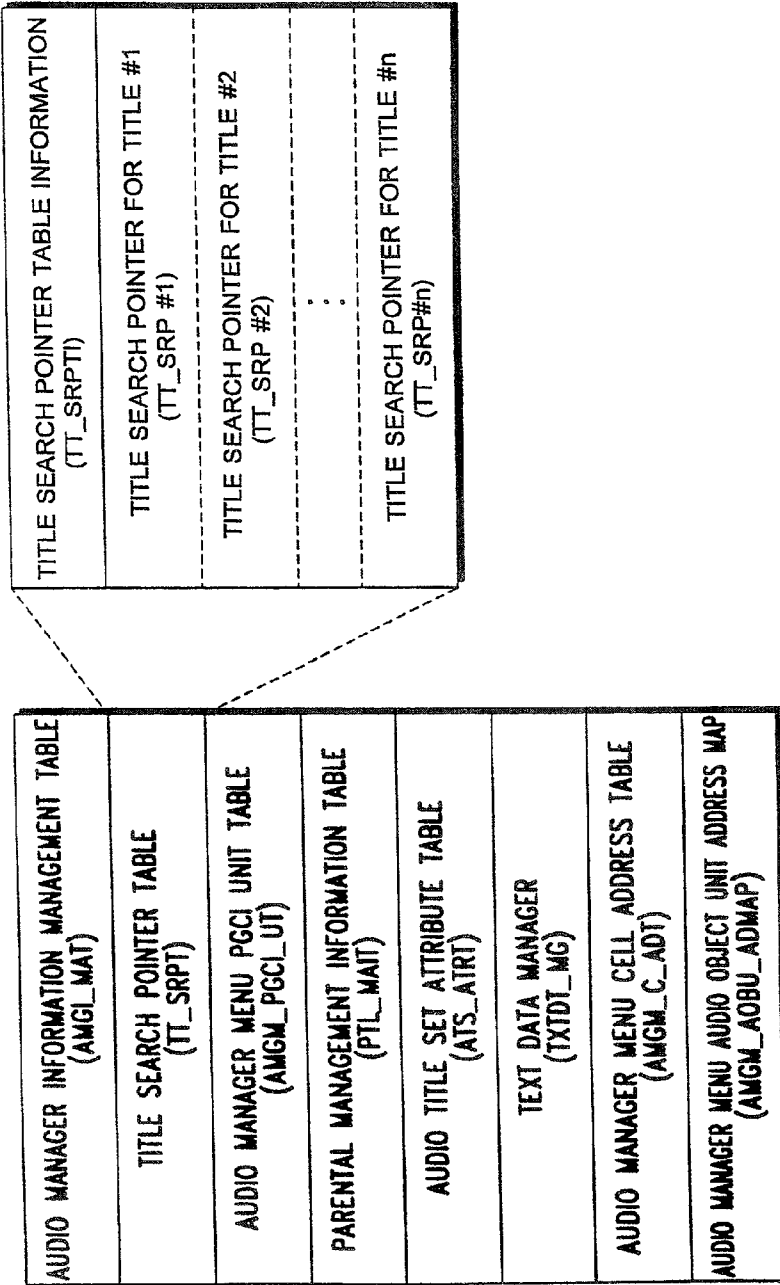 AUDIO MANAGER INFORMATION MANAGEMENT TABLE
(AMGI_MAT)
TITLE SEARCH POINTER TABLE
(TT_SRPT)
AUDIO MANAGER MENU PGCI UNIT TABLE
(AMGM_PGCI_UT)
PARENTAL MANAGEMENT INFORMATION TABLE
(PTL_MAIT)
AUDIO TITLE SET ATTRIBUTE TABLE
(ATS_ATRT)
TEXT DATA MANAGER
(TXTDT_MG)
AUDIO MANAGER MENU CELL ADDRESS TABLE
(AMGM_C_ADT)
AUDIO MANAGER MENU AUDIO OBJECT UNIT ADDRESS MAP
(AMGM_AOBU_ADMAP)
TITLE SEARCH POINTER TABLE INFORMATION
(TT_SRPTI)
TITLE SEARCH POINTER FOR TITLE #1
(TT_SRP #1)
TITLE SEARCH POINTER FOR TITLE #2
(TT_SRP #2)
TITLE SEARCH POINTER FOR TITLE #n
(TT_SRP#n)